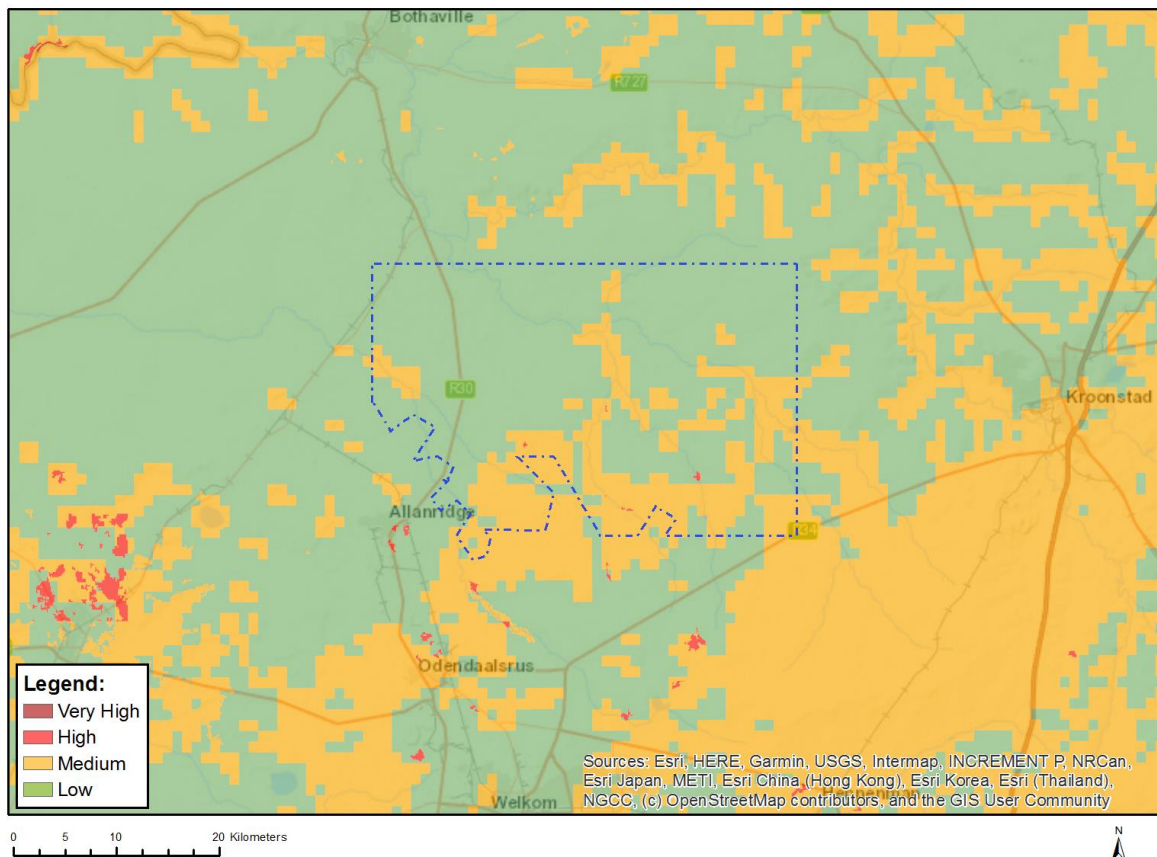 Bothaville
R727
R30
Kroonstad
Allanridge
R34
Odendaalsrus
Legend:
Very High
High
Medium
Low
Sources: Esri, HERE, Garmin, USGS, Intermap, INCREMENT P, NRCan,
Esri Japan, METI, Esri China (Hong Kong), Esri Korea, Esri (Thailand),
NGCC, (c) OpenStreetMap contributors, and the GIS User Community
Hennenman
Welkom
0 5 10 20 Kilometers
N